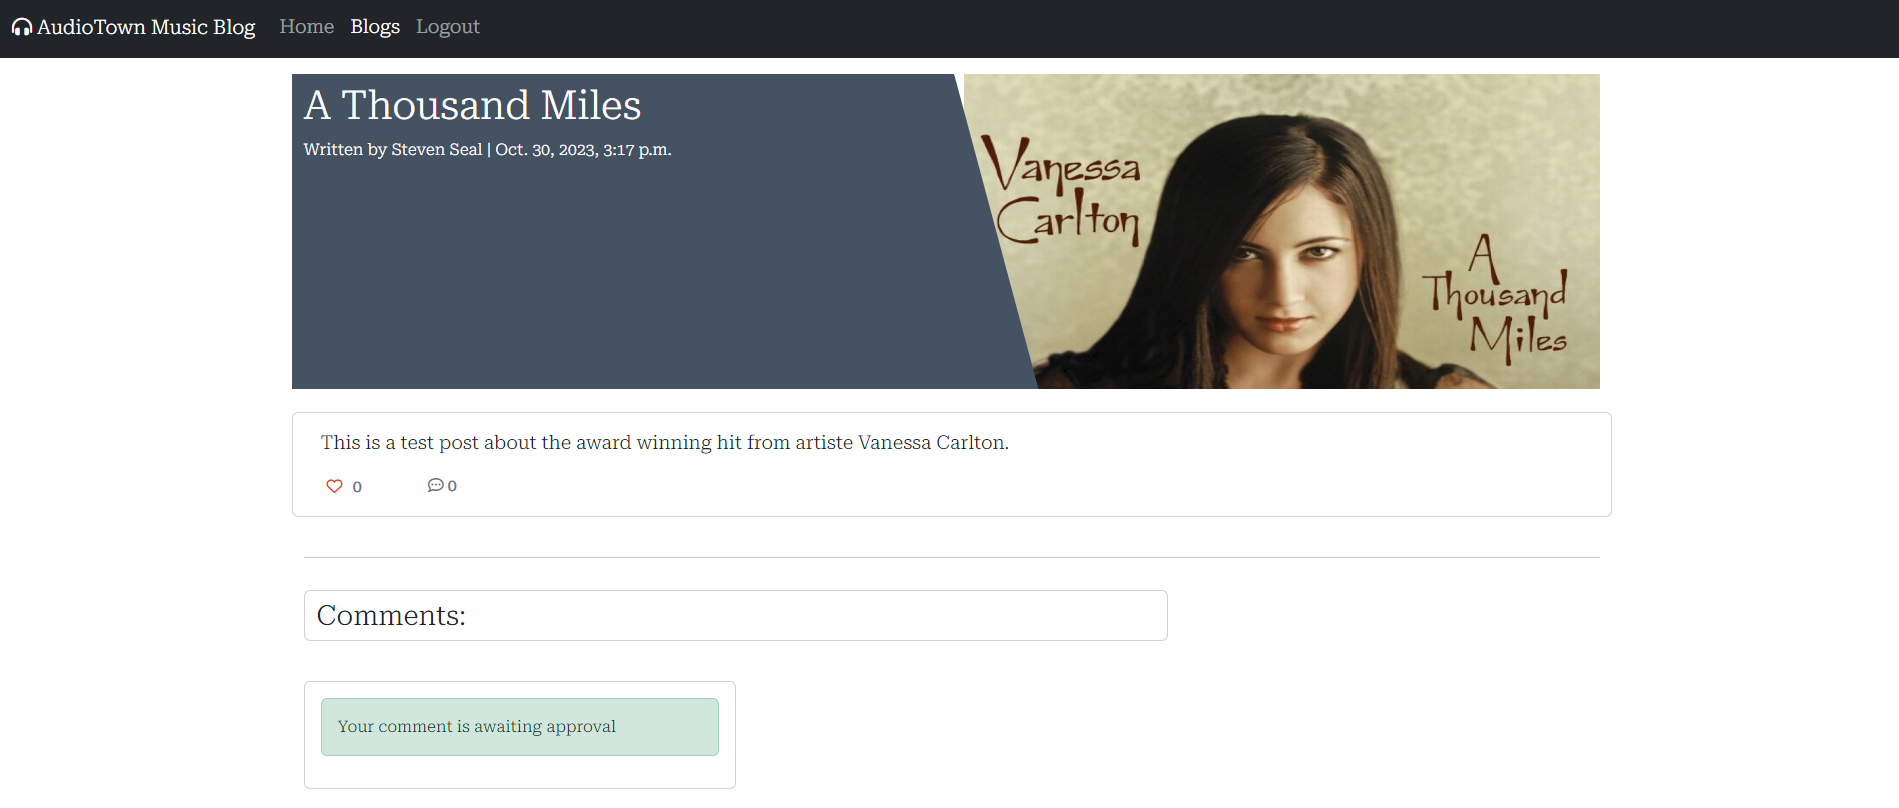 AudioTown Music Blog Home Blogs Logout
A Thousand Miles
Written by Steven Seal | Oct. 30, 2023, 3:17 p.m.
Vanessa
Carlton
A
Thousand
Miles
This is a test post about the award winning hit from artiste Vanessa Carlton.
0 0
Comments:
Your comment is awaiting approval